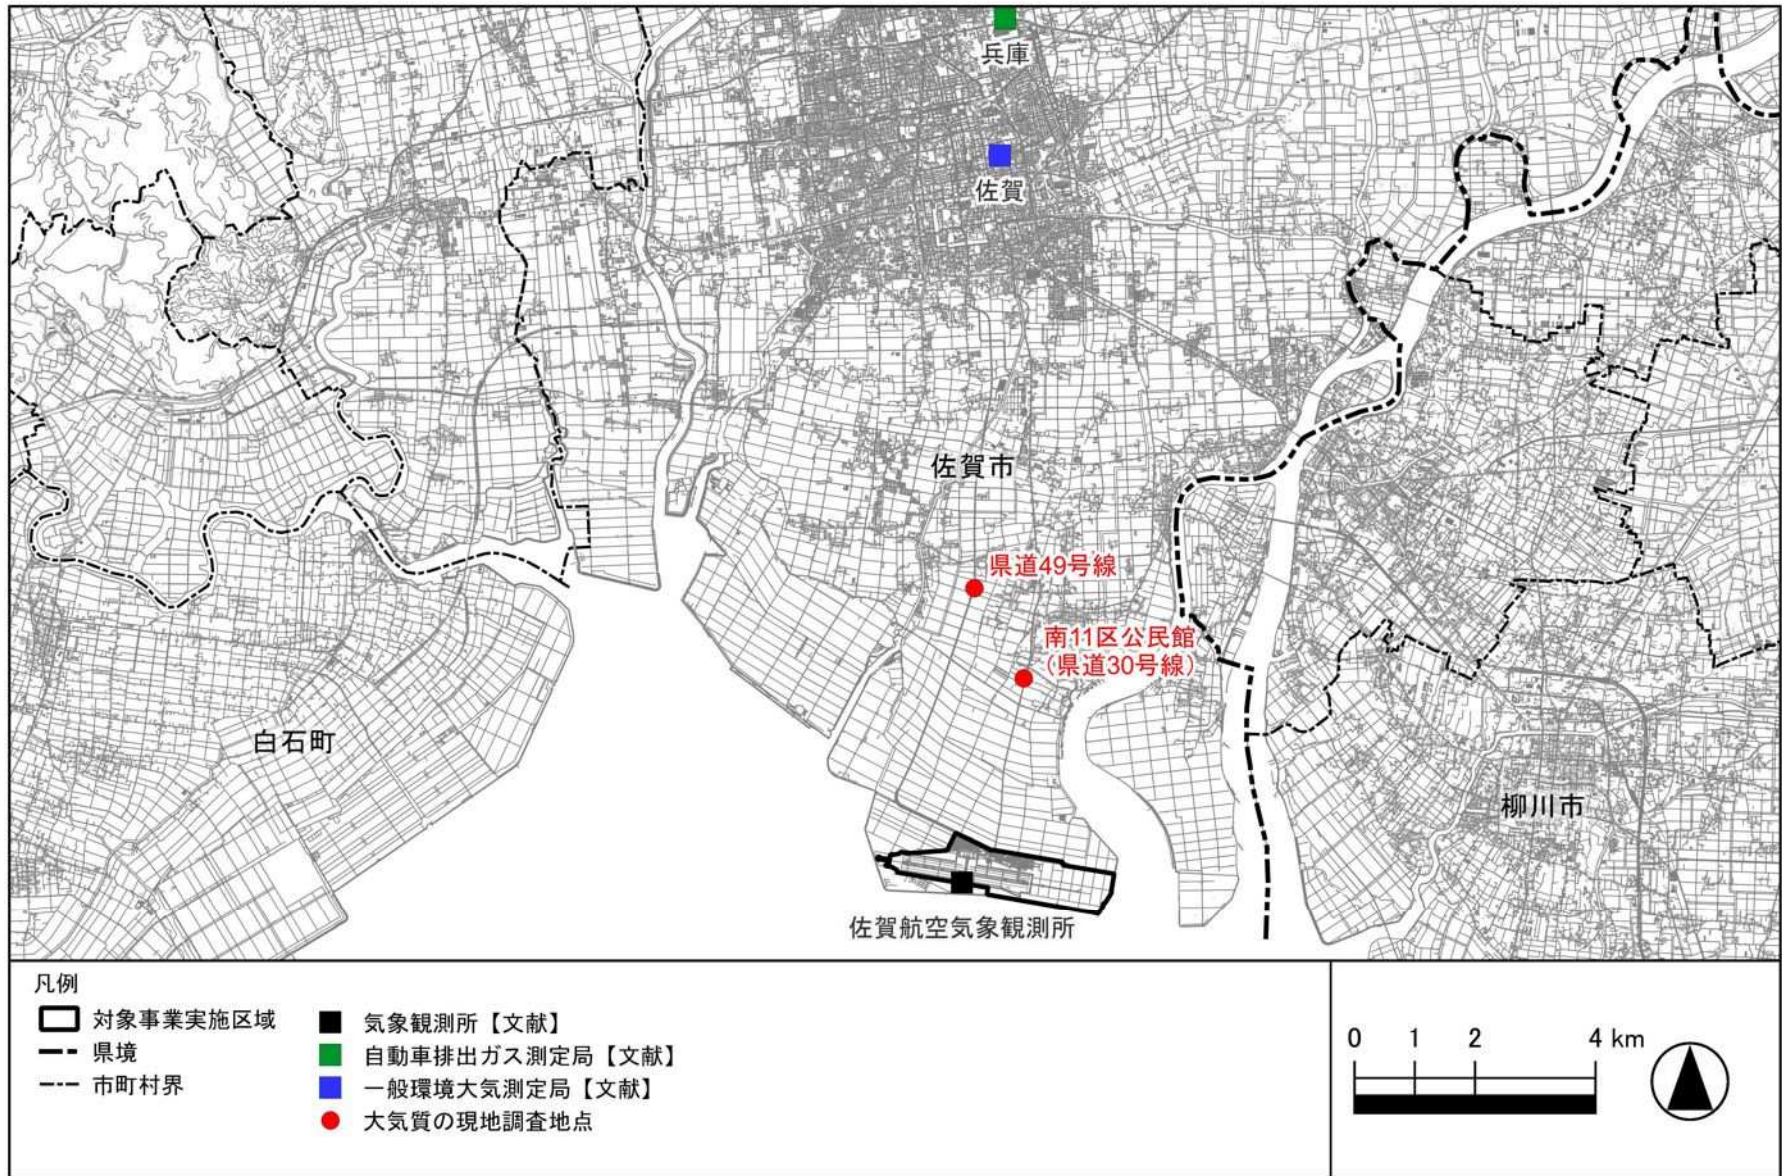 兵庫
佐賀
佐賀市
県道49号線
南11区公民館
（県道30号線）
白石町
柳川市
佐賀航空気象観測所
凡例
対象事業実施区域
県境
市町村界
気象観測所【文献】
自動車排出ガス測定局【文献】
一般環境大気測定局【文献】
大気質の現地調査地点
0 1 2 4 km